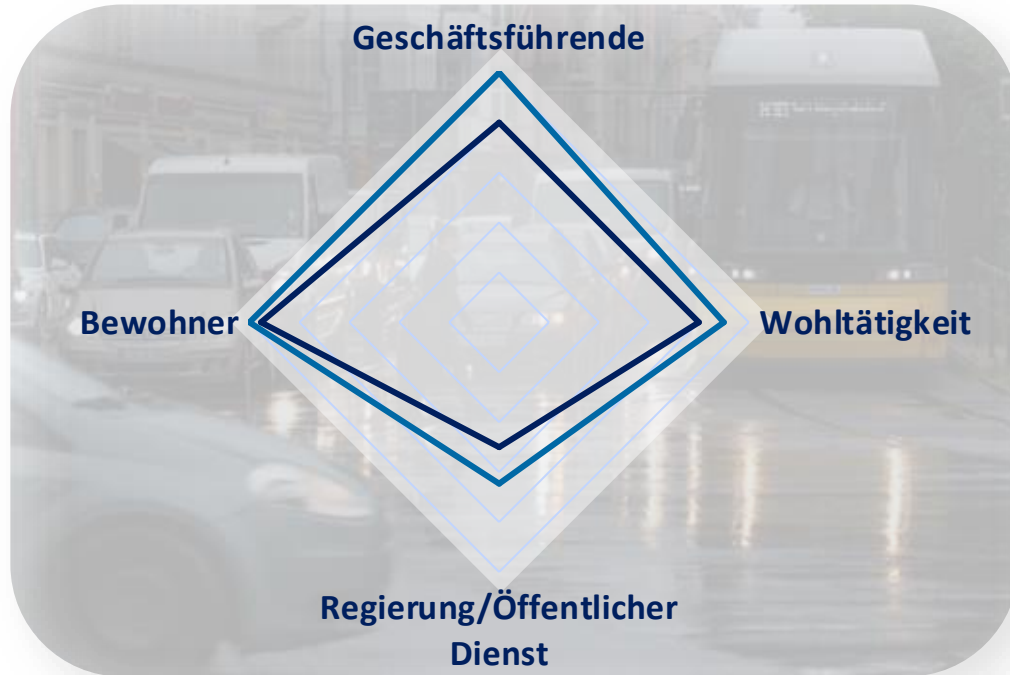 Geschäftsführende
Bewohner
Wohltätigkeit
Regierung/Öffentlicher
Dienst